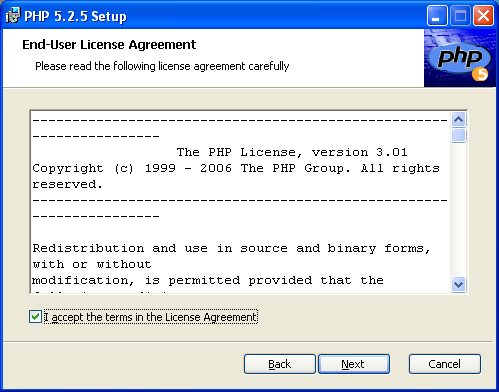 PHP 5.2.5 Setup
End-User License Agreement
Please read the following license agreement carefully
php
5
----------------------------------------------------
----------------
The PHP License, version 3.01
Copyright (c) 1999 - 2006 The PHP Group. All rights
reserved.
----------------------------------------------------
----------------
Redistribution and use in source and binary forms,
with or without
modification, is permitted provided that the
I accept the terms in the License Agreement
Back
Next
Cancel